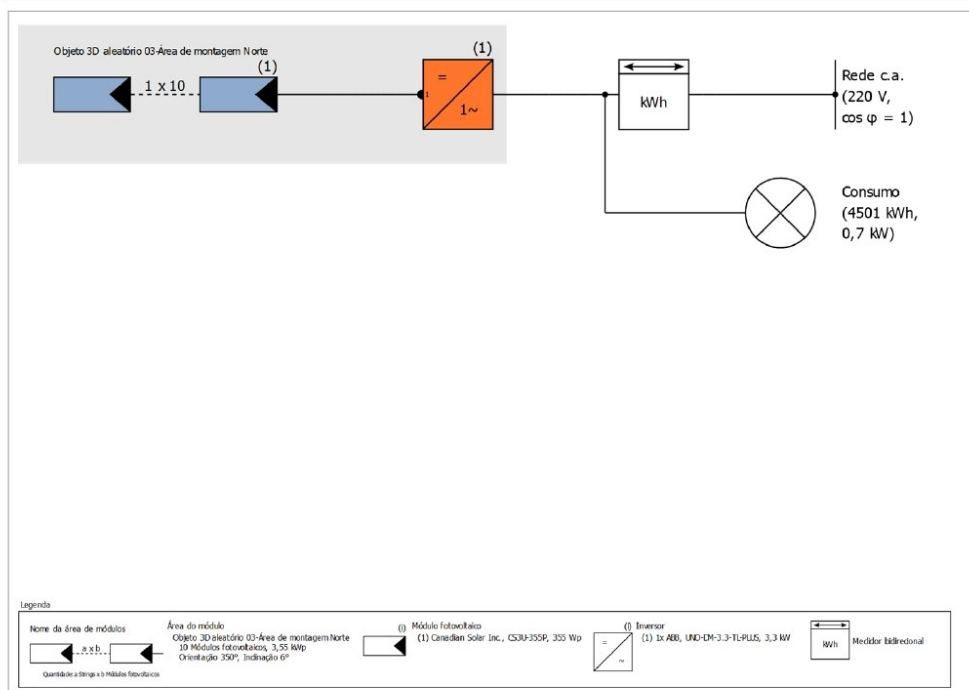 Objeto 3D aleatório 03-Área de montagem Norte
(1)
1 x 10
(1)
=
1
1~
kWh
Rede c.a.
(220 V,
cos φ = 1)
Consumo
(4501 kWh,
0,7 kW)
Legenda
Nome da área de módulos
a x b
Quantidade: a Strings x b Módulos fotovoltaicos
Área do módulo
Objeto 3D aleatório 03-Área de montagem Norte
10 Módulos fotovoltaicos, 3,55 kWp
Orientação 350°, Inclinação 6°
(i) Módulo fotovoltaico
(1) Canadian Solar Inc., CS3U-355P, 355 Wp
(i) Inversor
=
~
(1) 1x ABB, UNO-DM-3.3-TL-PLUS, 3,3 kW
kWh
Medidor bidirecional